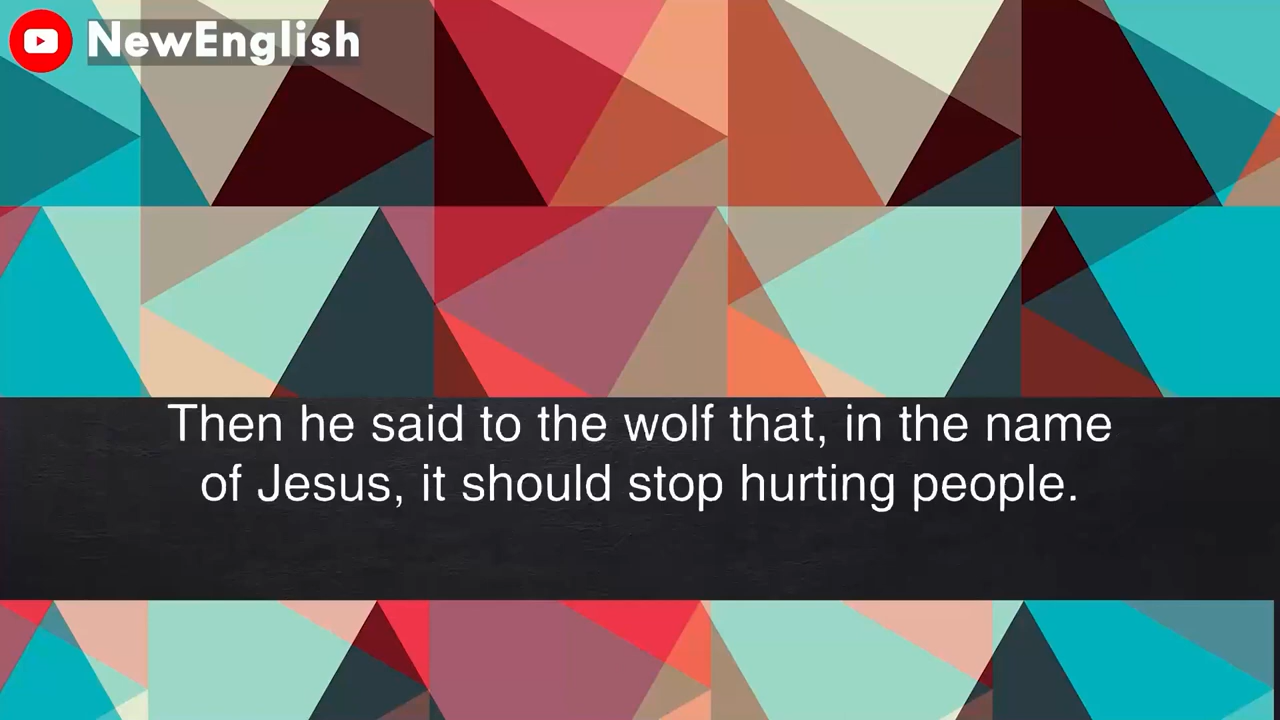 NewEnglish
Then he said to the wolf that, in the name
of Jesus, it should stop hurting people.